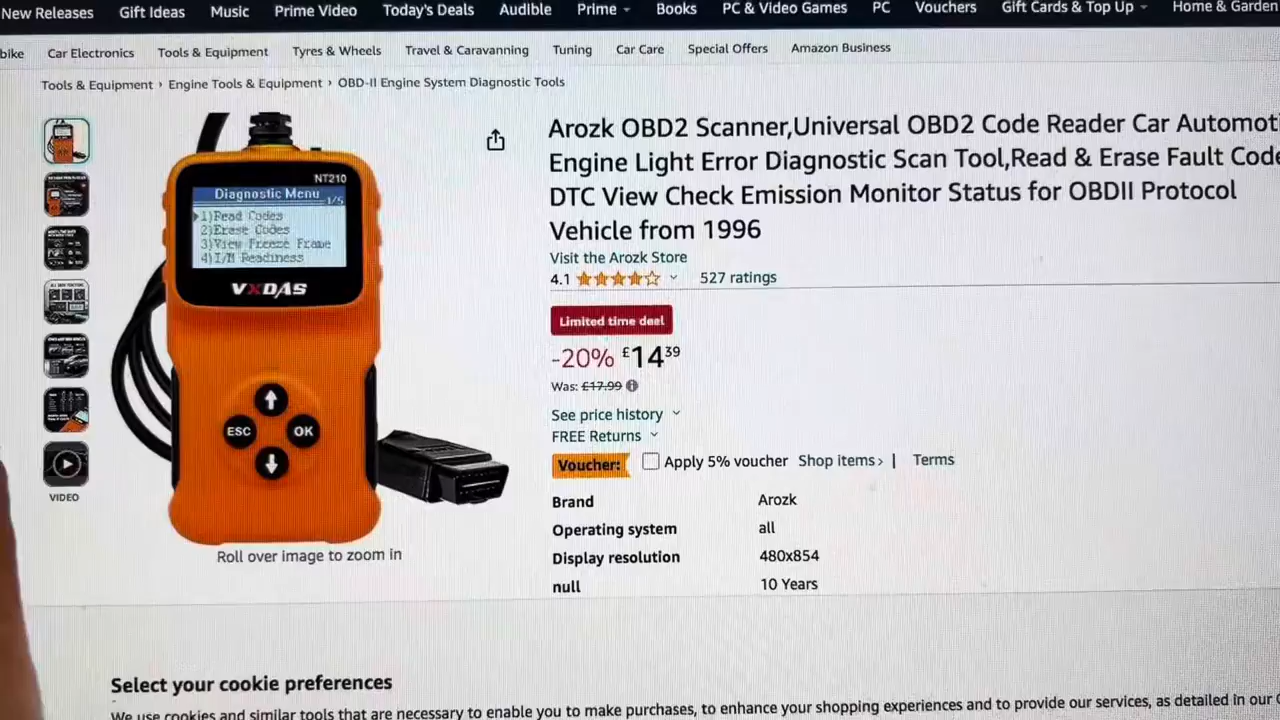 New Releases Gift Ideas Music Prime Video Today's Deals Audible Prime Books PC & Video Games PC Vouchers Gift Cards & Top Up Home & Garden
bike Car Electronics Tools & Equipment Tyres & Wheels Travel & Caravanning Tuning Car Care Special Offers Amazon Business
Tools & Equipment › Engine Tools & Equipment › OBD-II Engine System Diagnostic Tools
NT210
Diagnostic Menu
1/5
1)Read Codes
2)Erase Codes
3)View Freeze Frame
4)I/M Readiness
VXDAS
ESC
OK
VIDEO
Roll over image to zoom in
Arozk OBD2 Scanner,Universal OBD2 Code Reader Car Automoti
Engine Light Error Diagnostic Scan Tool,Read & Erase Fault Code
DTC View Check Emission Monitor Status for OBDII Protocol
Vehicle from 1996
Visit the Arozk Store
4.1 527 ratings
Limited time deal
-20% £14 39
Was: £17.99
See price history
FREE Returns
Voucher: Apply 5% voucher Shop items › | Terms
Brand Arozk
Operating system all
Display resolution 480x854
null 10 Years
Select your cookie preferences
We use cookies and similar tools that are necessary to enable you to make purchases, to enhance your shopping experiences and to provide our services, as detailed in our